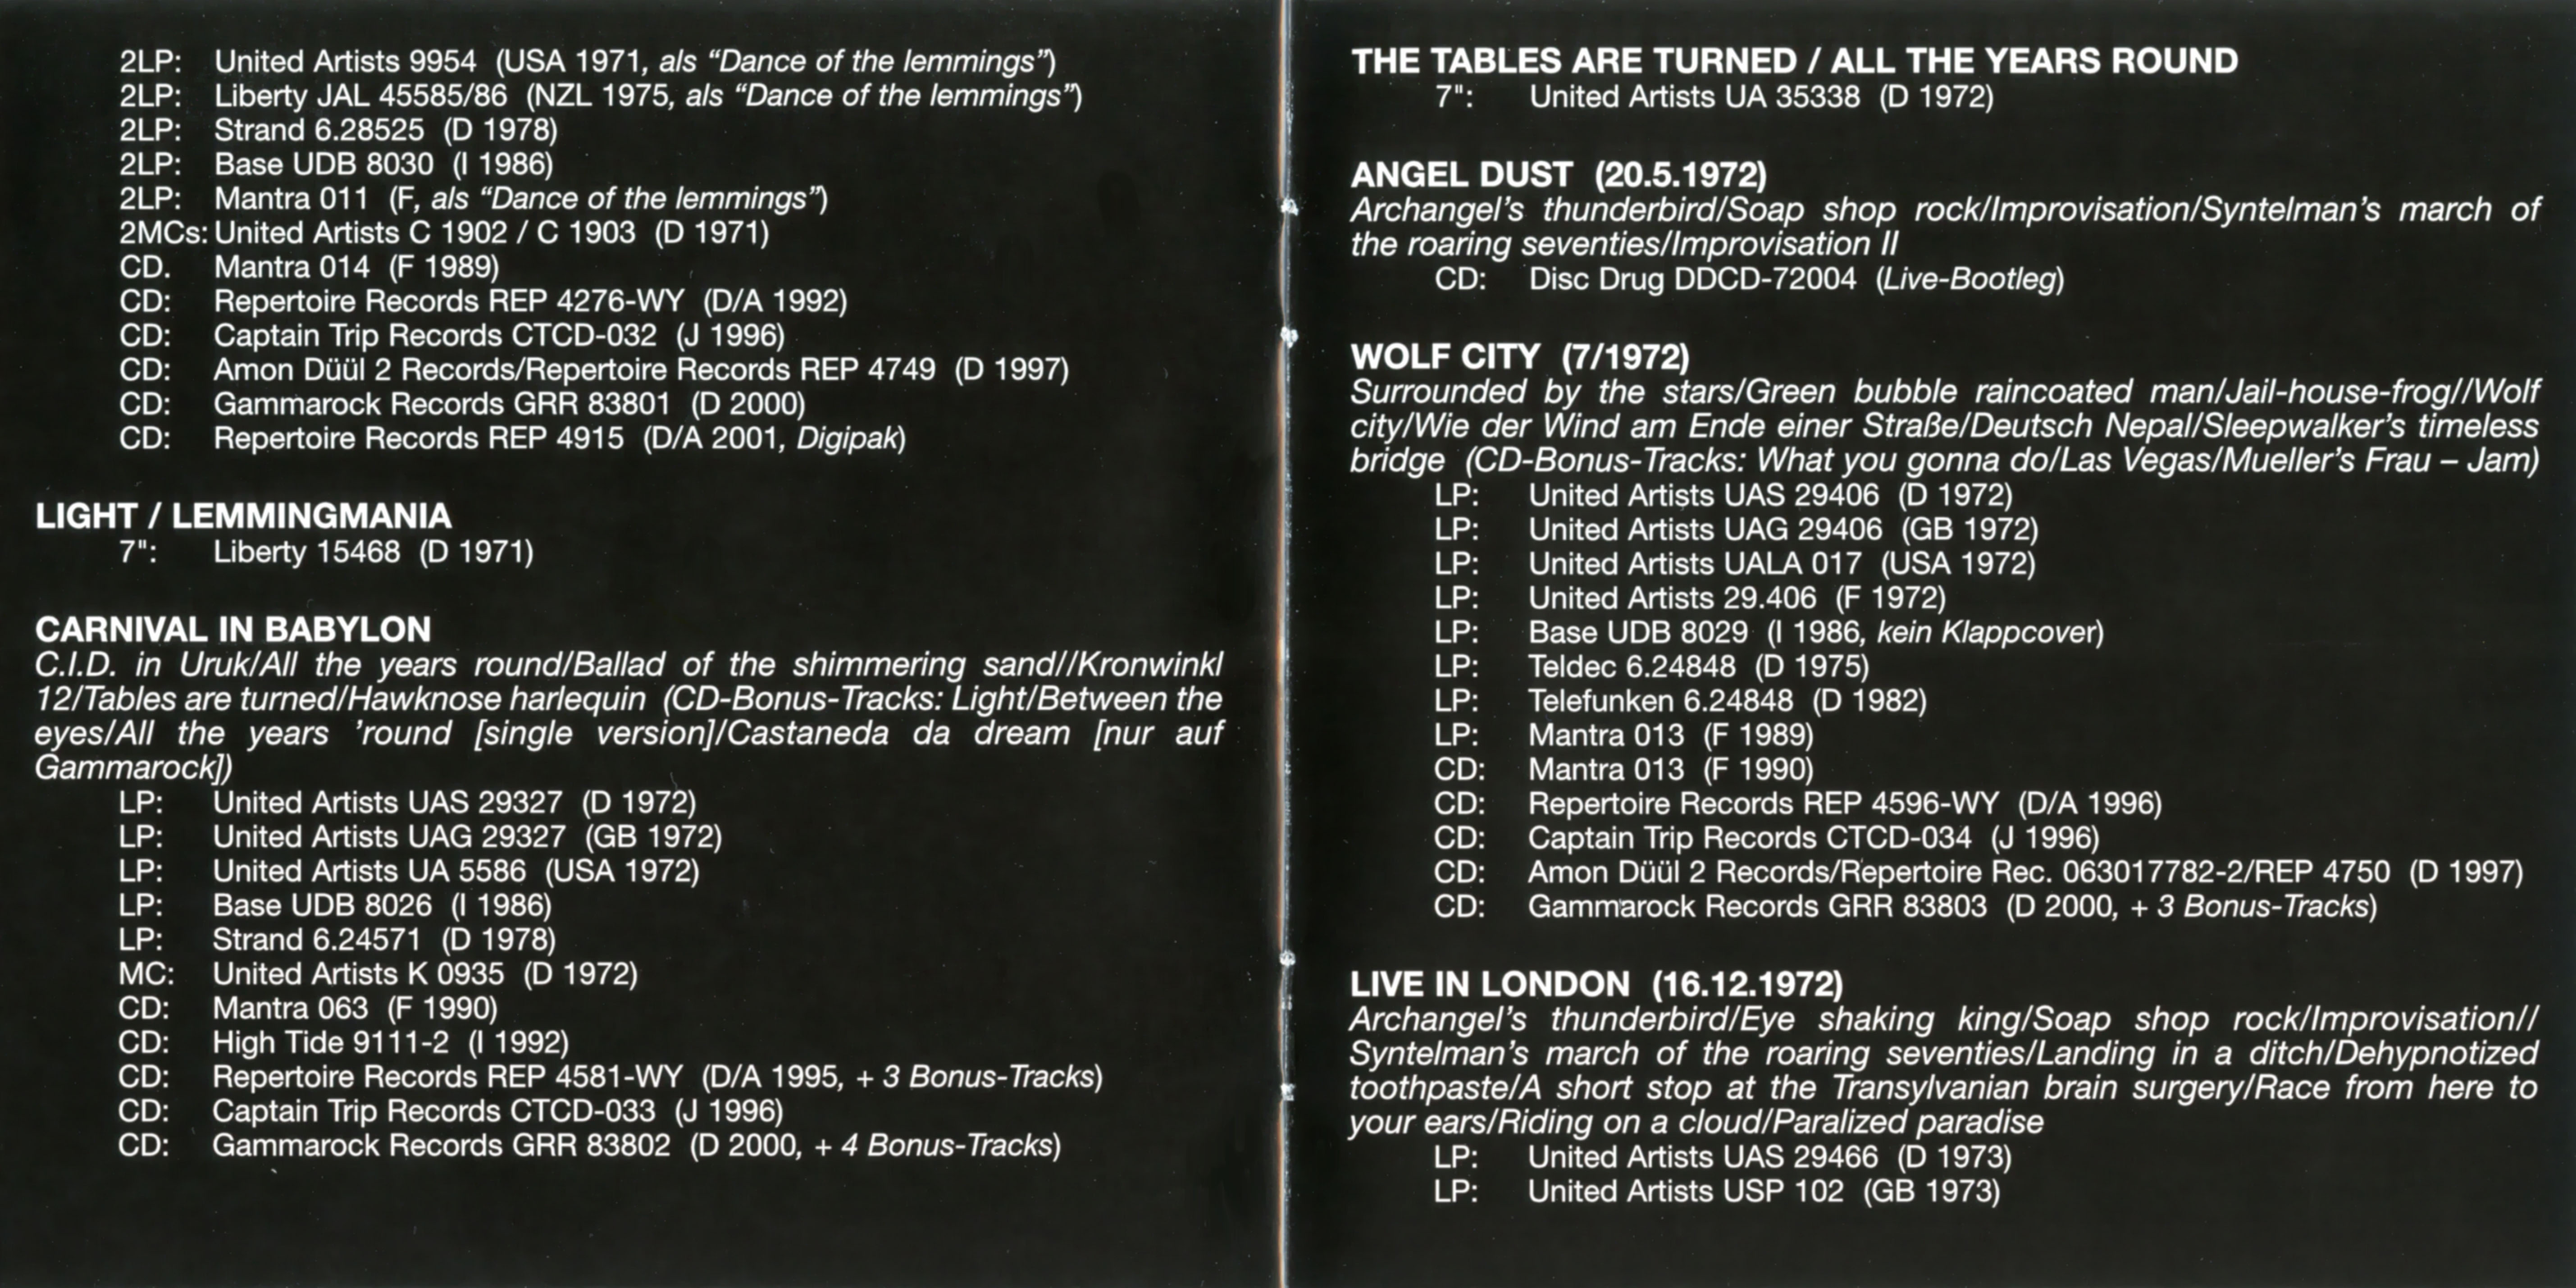 2LP: United Artists 9954 (USA 1971, als “Dance of the lemmings”)
2LP: Liberty JAL 45585/86 (NZL 1975, als “Dance of the lemmings”)
2LP: Strand 6.28525 (D 1978)
2LP: Base UDB 8030 (I 1986)
2LP: Mantra 011 (F, als “Dance of the lemmings”)
2MCs: United Artists C 1902 / C 1903 (D 1971)
CD. Mantra 014 (F 1989)
CD: Repertoire Records REP 4276-WY (D/A 1992)
CD: Captain Trip Records CTCD-032 (J 1996)
CD: Amon Düül 2 Records/Repertoire Records REP 4749 (D 1997)
CD: Gammarock Records GRR 83801 (D 2000)
CD: Repertoire Records REP 4915 (D/A 2001, Digipak)
LIGHT / LEMMINGMANIA
7": Liberty 15468 (D 1971)
CARNIVAL IN BABYLON
C.I.D. in Uruk/All the years round/Ballad of the shimmering sand//Kronwinkl
12/Tables are turned/Hawknose harlequin (CD-Bonus-Tracks: Light/Between the
eyes/All the years ’round [single version]/Castaneda da dream [nur auf
Gammarock])
LP: United Artists UAS 29327 (D 1972)
LP: United Artists UAG 29327 (GB 1972)
LP: United Artists UA 5586 (USA 1972)
LP: Base UDB 8026 (I 1986)
LP: Strand 6.24571 (D 1978)
MC: United Artists K 0935 (D 1972)
CD: Mantra 063 (F 1990)
CD: High Tide 9111-2 (I 1992)
CD: Repertoire Records REP 4581-WY (D/A 1995, + 3 Bonus-Tracks)
CD: Captain Trip Records CTCD-033 (J 1996)
CD: Gammarock Records GRR 83802 (D 2000, + 4 Bonus-Tracks)
THE TABLES ARE TURNED / ALL THE YEARS ROUND
7": United Artists UA 35338 (D 1972)
ANGEL DUST (20.5.1972)
Archangel’s thunderbird/Soap shop rock/Improvisation/Syntelman’s march of
the roaring seventies/Improvisation II
CD: Disc Drug DDCD-72004 (Live-Bootleg)
WOLF CITY (7/1972)
Surrounded by the stars/Green bubble raincoated man/Jail-house-frog//Wolf
city/Wie der Wind am Ende einer Straße/Deutsch Nepal/Sleepwalker’s timeless
bridge (CD-Bonus-Tracks: What you gonna do/Las Vegas/Mueller’s Frau – Jam)
LP: United Artists UAS 29406 (D 1972)
LP: United Artists UAG 29406 (GB 1972)
LP: United Artists UALA 017 (USA 1972)
LP: United Artists 29.406 (F 1972)
LP: Base UDB 8029 (I 1986, kein Klappcover)
LP: Teldec 6.24848 (D 1975)
LP: Telefunken 6.24848 (D 1982)
LP: Mantra 013 (F 1989)
CD: Mantra 013 (F 1990)
CD: Repertoire Records REP 4596-WY (D/A 1996)
CD: Captain Trip Records CTCD-034 (J 1996)
CD: Amon Düül 2 Records/Repertoire Rec. 063017782-2/REP 4750 (D 1997)
CD: Gammarock Records GRR 83803 (D 2000, + 3 Bonus-Tracks)
LIVE IN LONDON (16.12.1972)
Archangel’s thunderbird/Eye shaking king/Soap shop rock/Improvisation//
Syntelman’s march of the roaring seventies/Landing in a ditch/Dehypnotized
toothpaste/A short stop at the Transylvanian brain surgery/Race from here to
your ears/Riding on a cloud/Paralized paradise
LP: United Artists UAS 29466 (D 1973)
LP: United Artists USP 102 (GB 1973)